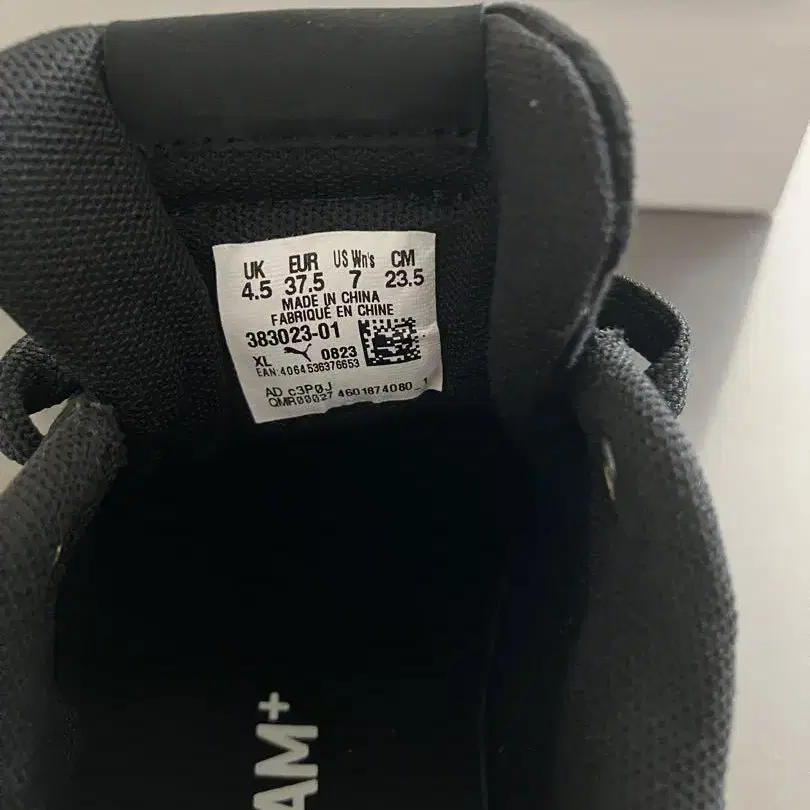 UK EUR US Wn's CM
4.5 37.5 7 23.5
MADE IN CHINA
FABRIQUÉ EN CHINE
383023-01
XL 0823
EAN:4064536376653
AD c3P0J
QMR00027 4601874080_1
AM+